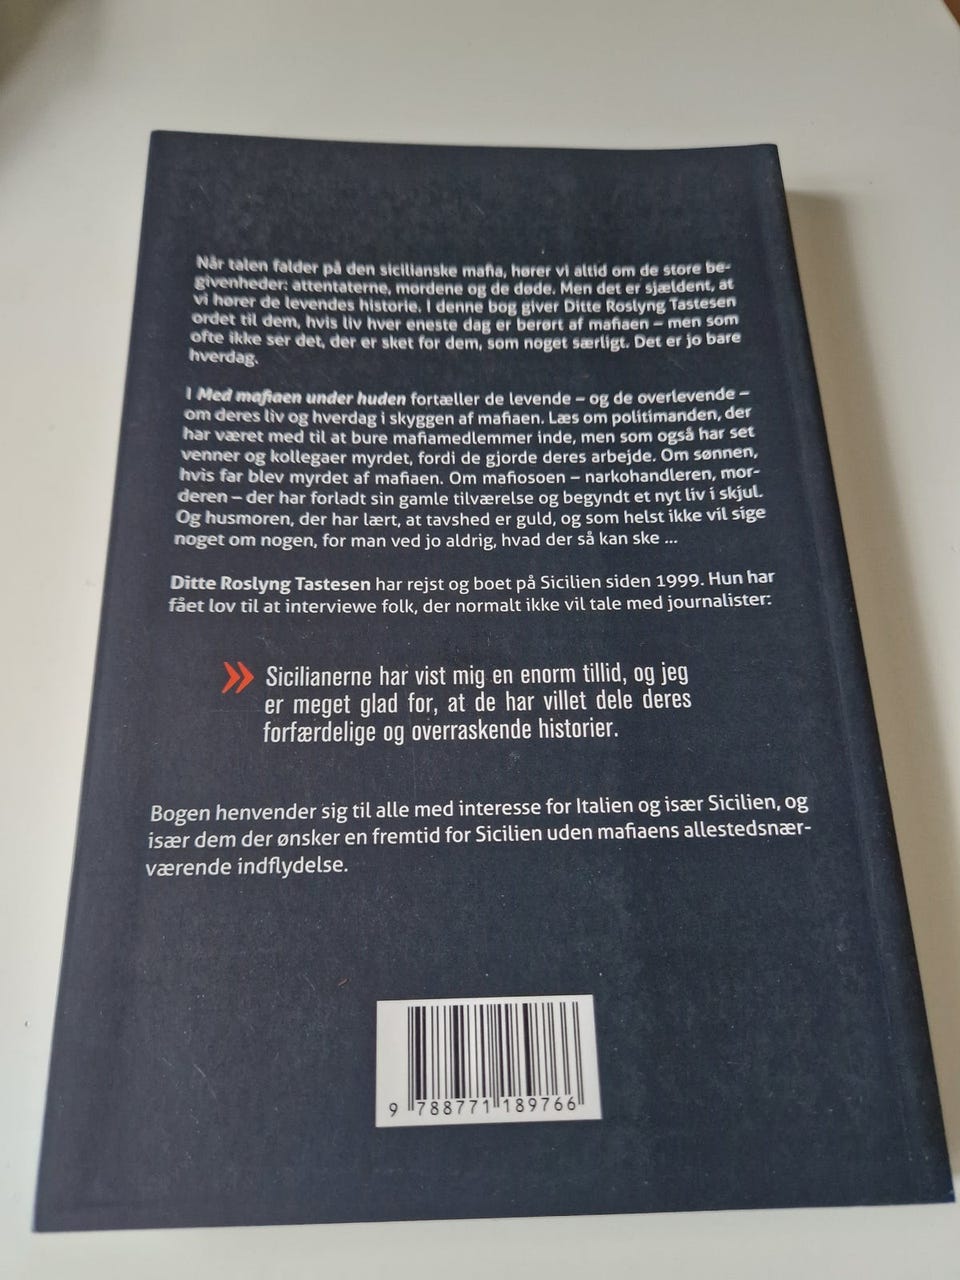 Når talen falder på den sicilianske mafia, hører vi altid om de store be-
givenheder: attentaterne, mordene og de døde. Men det er sjældent, at
vi hører de levendes historie. I denne bog giver Ditte Roslyng Tastesen
ordet til dem, hvis liv hver eneste dag er berørt af mafiaen – men som
ofte ikke ser det, der er sket for dem, som noget særligt. Det er jo bare
hverdag.
I Med mafiaen under huden fortæller de levende – og de overlevende –
om deres liv og hverdag i skyggen af mafiaen. Læs om politimanden, der
har været med til at bure mafiamedlemmer inde, men som også har set
venner og kollegaer myrdet, fordi de gjorde deres arbejde. Om sønnen,
hvis far blev myrdet af mafiaen. Om mafiosoen – narkohandleren, mor-
deren – der har forladt sin gamle tilværelse og begyndt et nyt liv i skjul.
Og husmoren, der har lært, at tavshed er guld, og som helst ikke vil sige
noget om nogen, for man ved jo aldrig, hvad der så kan ske ...
Ditte Roslyng Tastesen har rejst og boet på Sicilien siden 1999. Hun har
fået lov til at interviewe folk, der normalt ikke vil tale med journalister:
» Sicilianerne har vist mig en enorm tillid, og jeg
er meget glad for, at de har villet dele deres
forfærdelige og overraskende historier.
Bogen henvender sig til alle med interesse for Italien og især Sicilien, og
især dem der ønsker en fremtid for Sicilien uden mafiaens allestedsnær-
værende indflydelse.
9 788771 189766